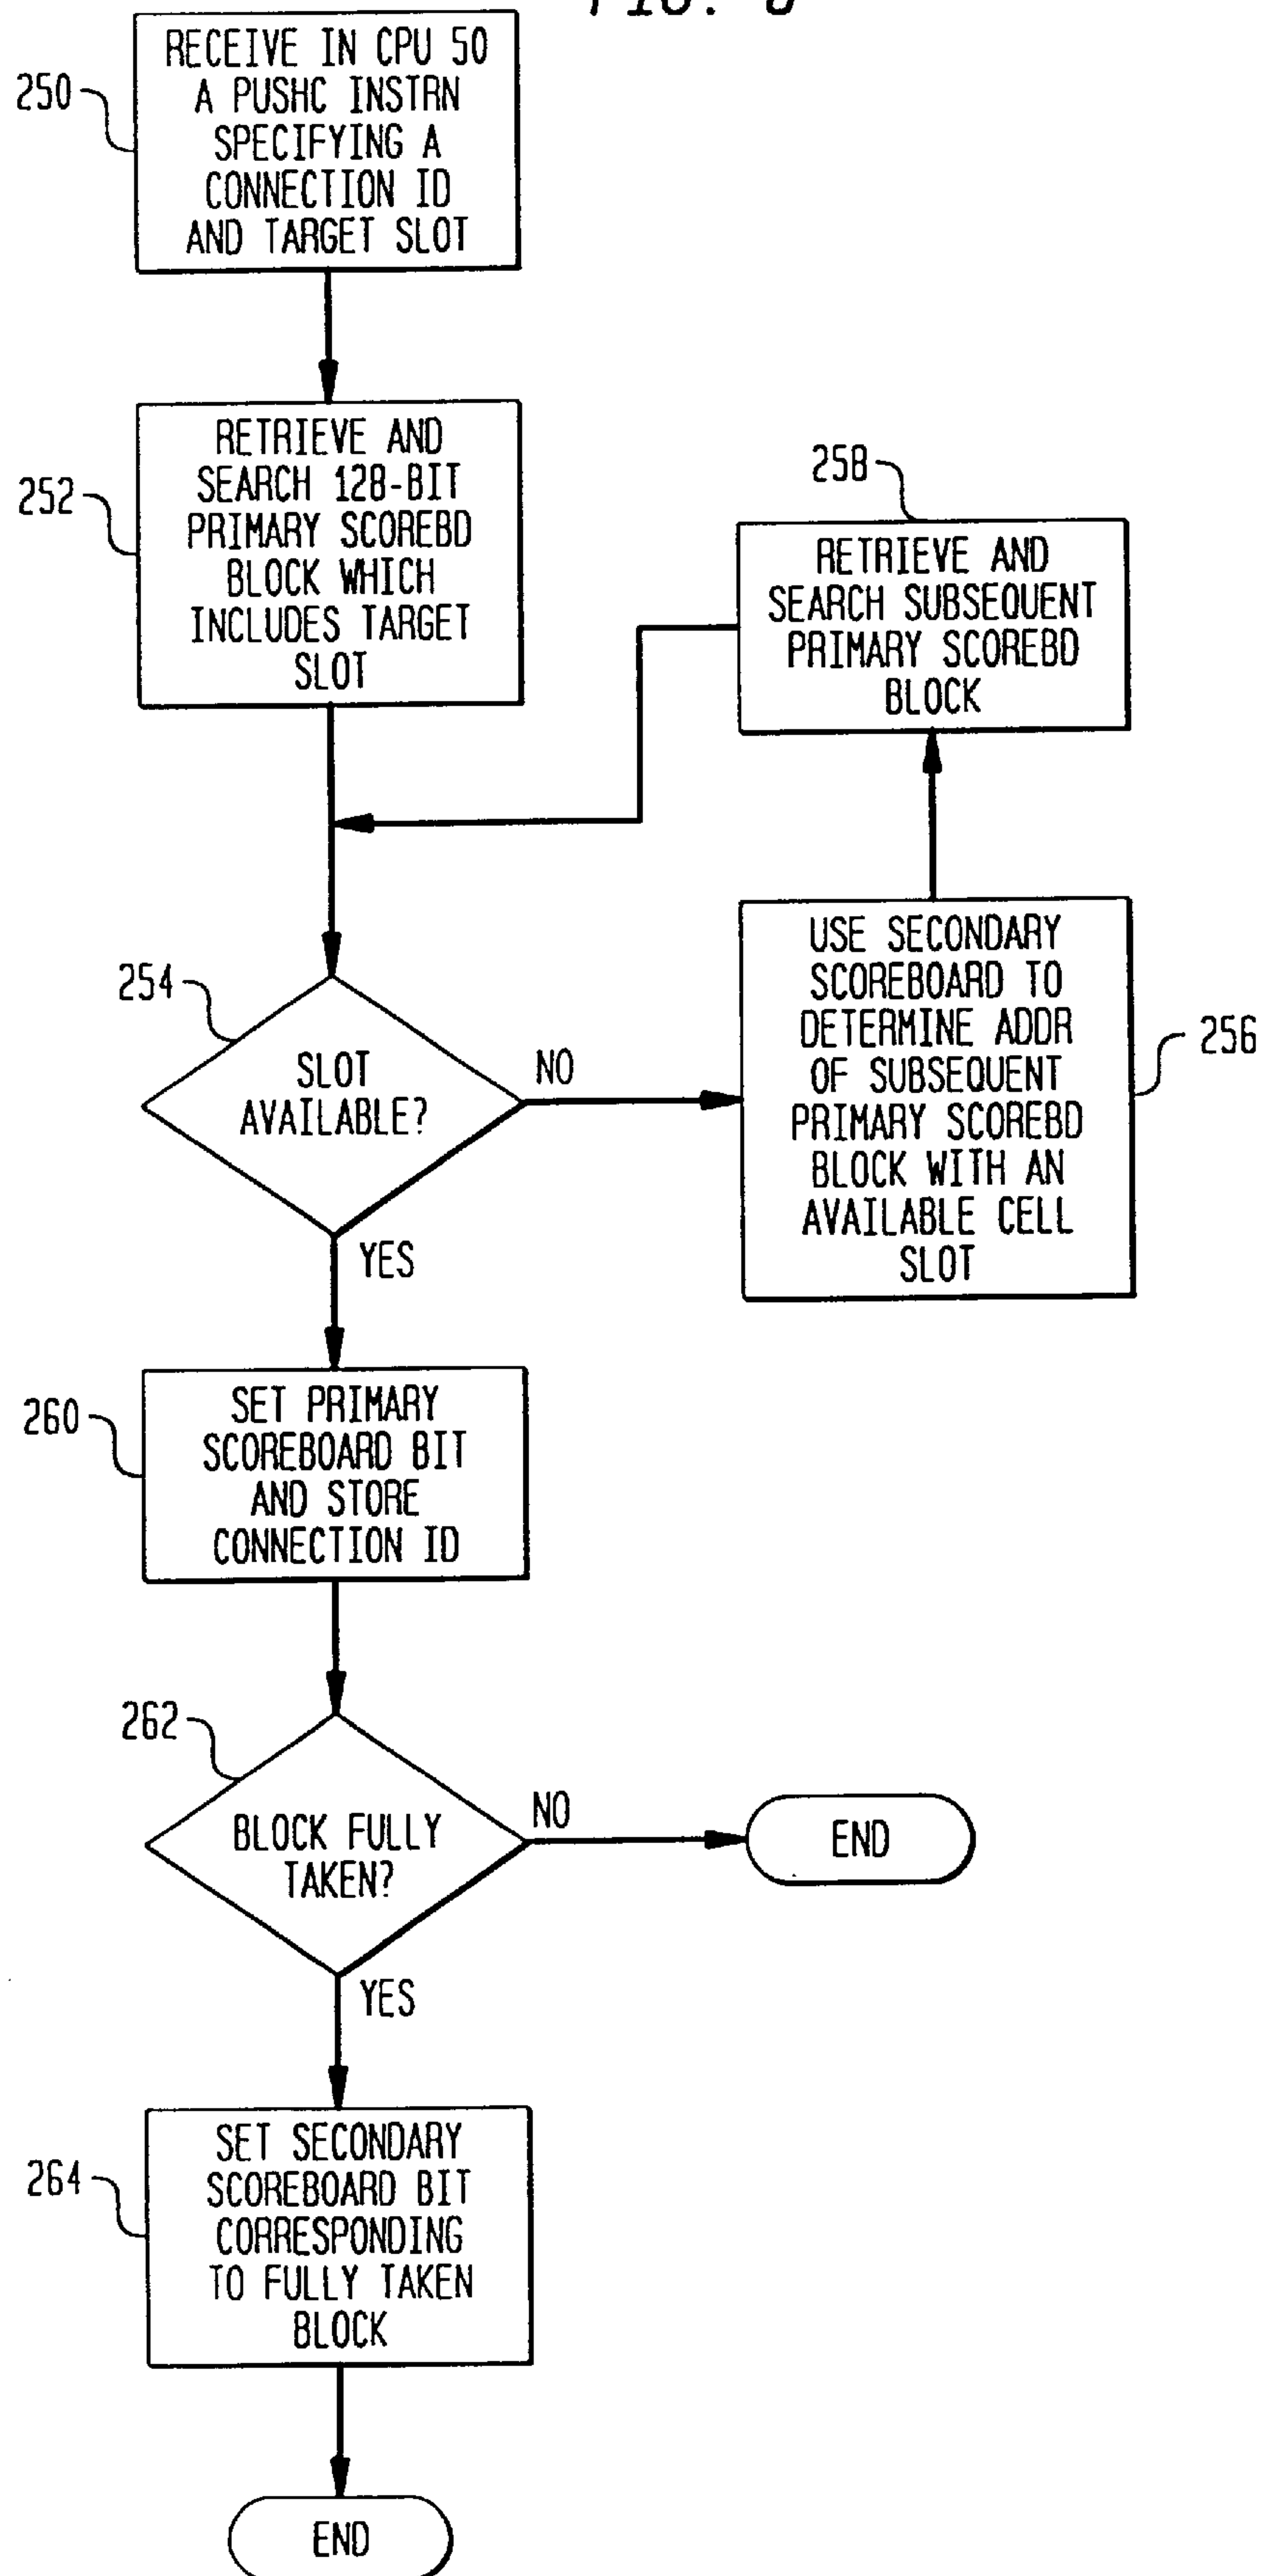 250
RECEIVE IN CPU 50
A PUSHC INSTRN
SPECIFYING A
CONNECTION ID
AND TARGET SLOT
252
RETRIEVE AND
SEARCH 128-BIT
PRIMARY SCOREBD
BLOCK WHICH
INCLUDES TARGET
SLOT
258
RETRIEVE AND
SEARCH SUBSEQUENT
PRIMARY SCOREBD
BLOCK
254
SLOT
AVAILABLE?
NO
YES
256
USE SECONDARY
SCOREBOARD TO
DETERMINE ADDR
OF SUBSEQUENT
PRIMARY SCOREBD
BLOCK WITH AN
AVAILABLE CELL
SLOT
260
SET PRIMARY
SCOREBOARD BIT
AND STORE
CONNECTION ID
262
BLOCK FULLY
TAKEN?
NO
END
YES
264
SET SECONDARY
SCOREBOARD BIT
CORRESPONDING
TO FULLY TAKEN
BLOCK
END